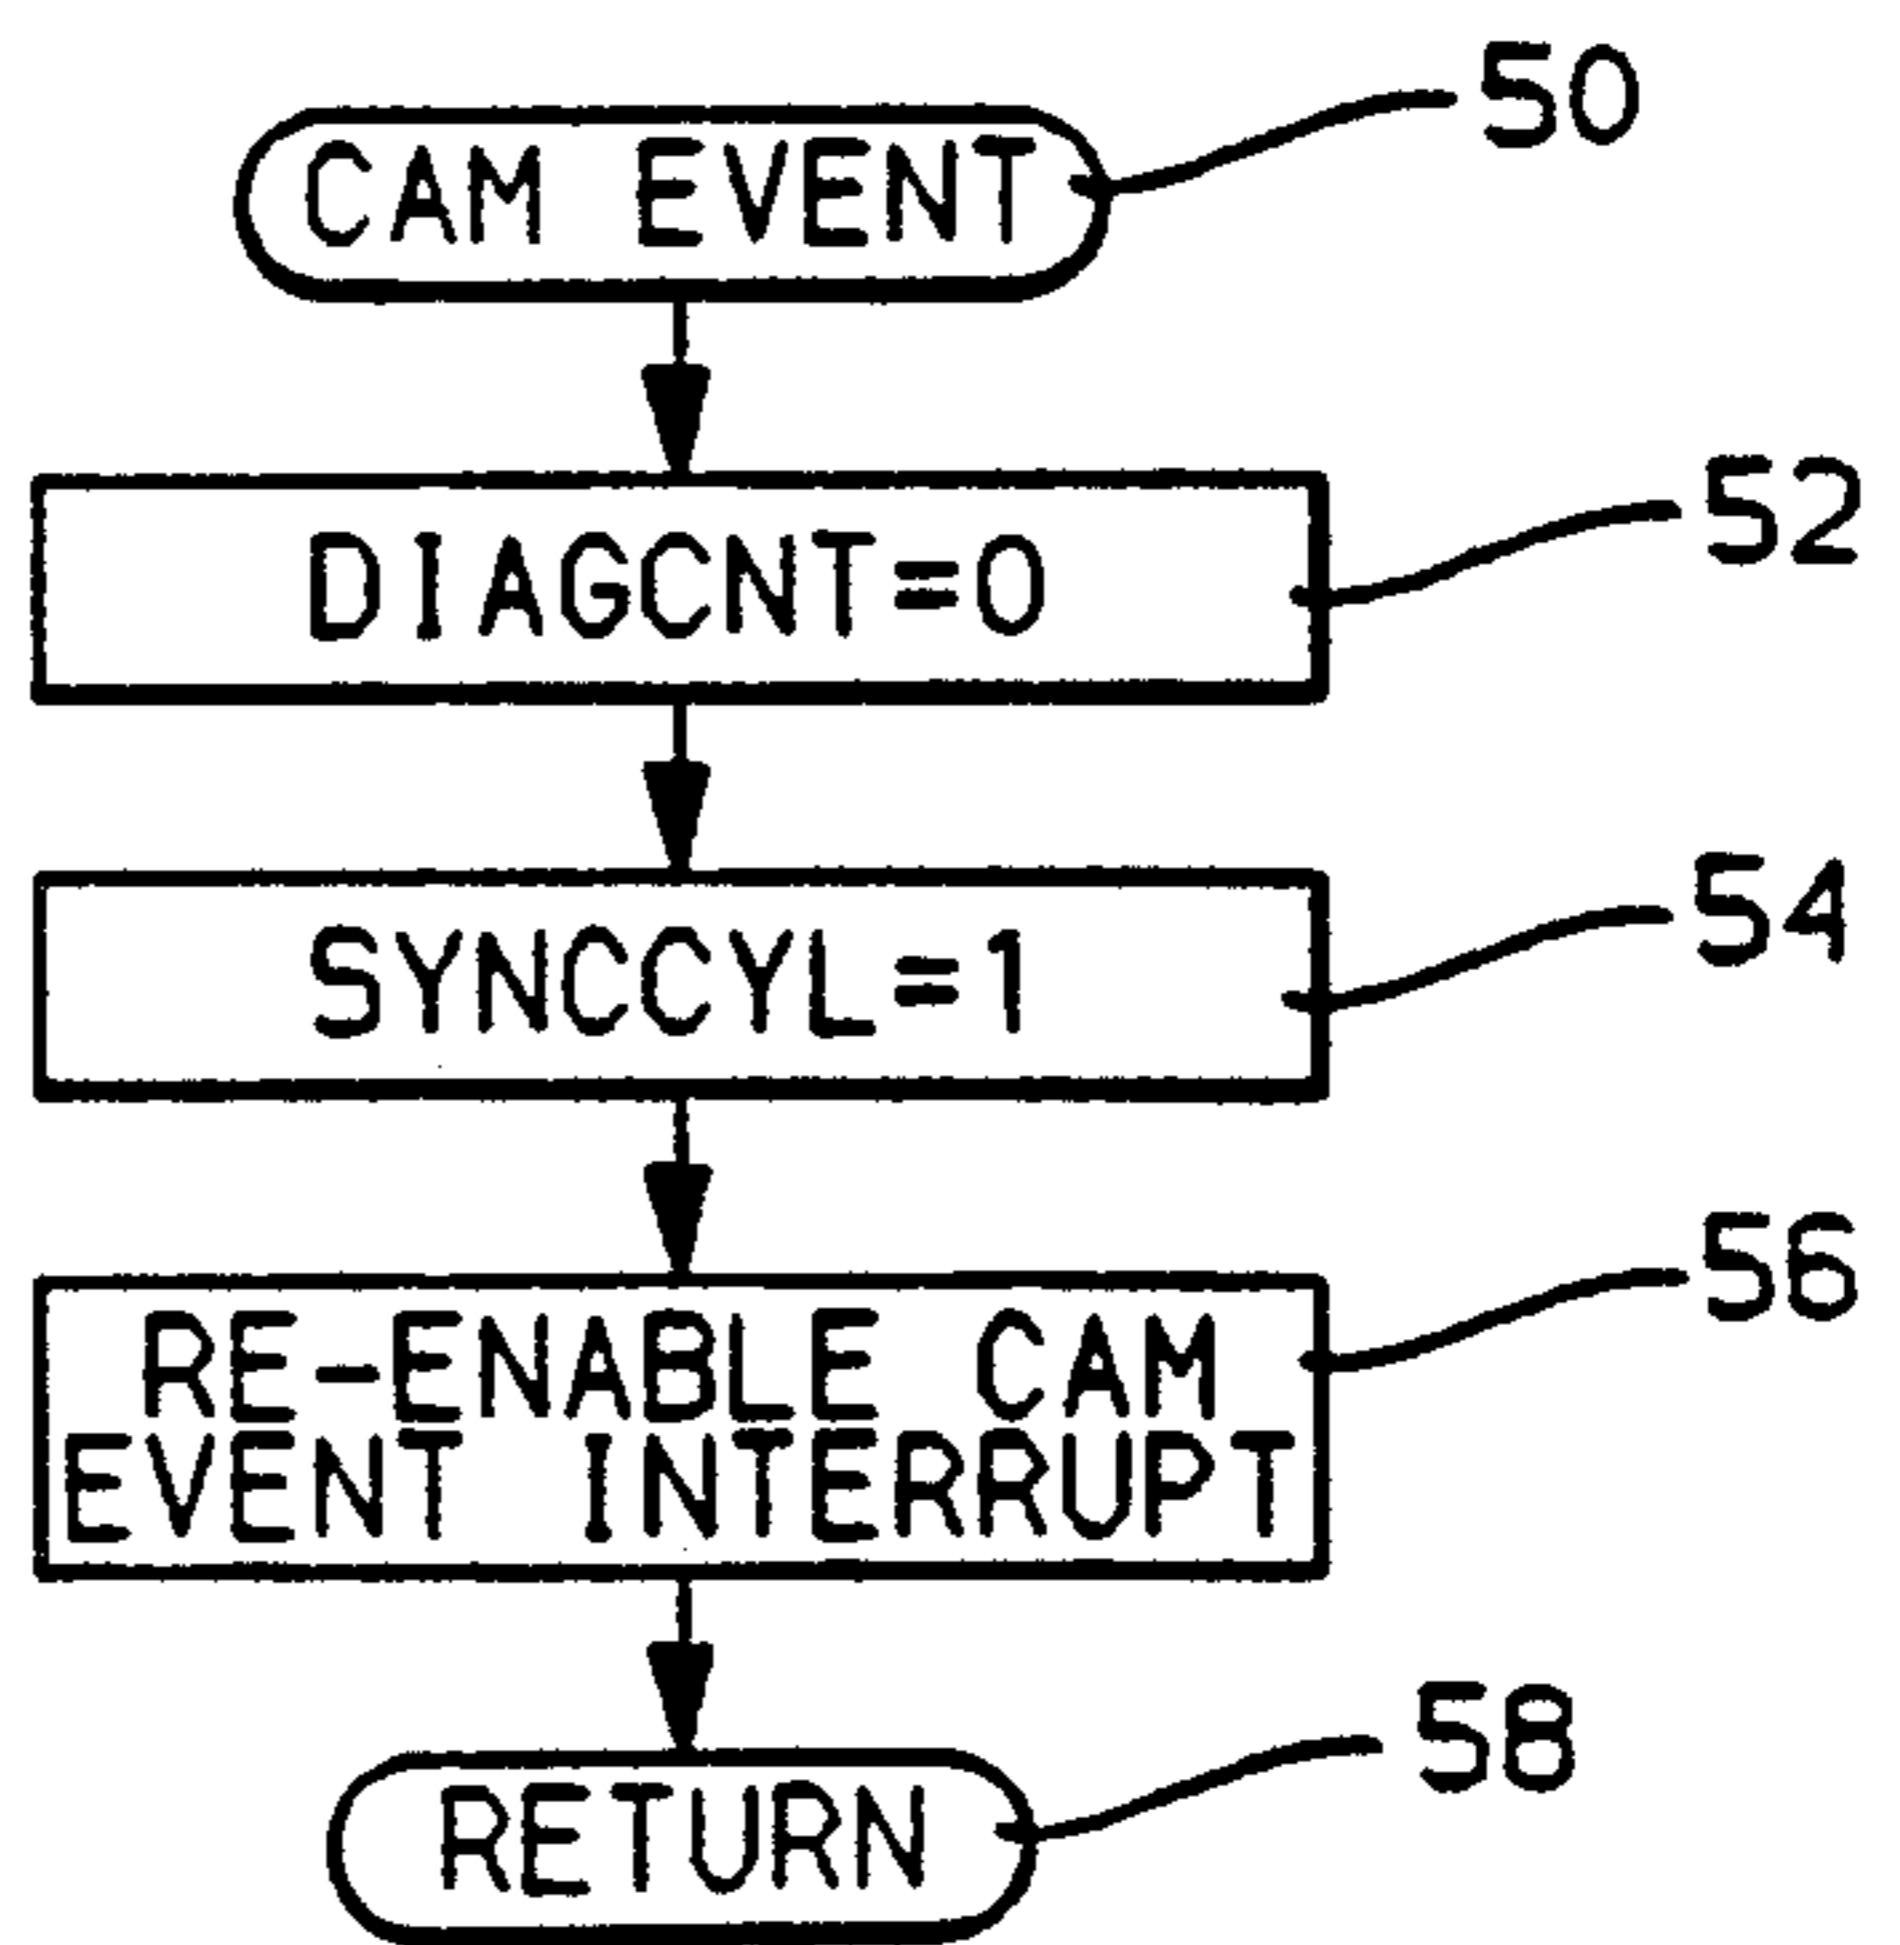 CAM EVENT
50
DIAGCNT=0
52
SYNCCYL=1
54
RE-ENABLE CAM
EVENT INTERRUPT
56
RETURN
58